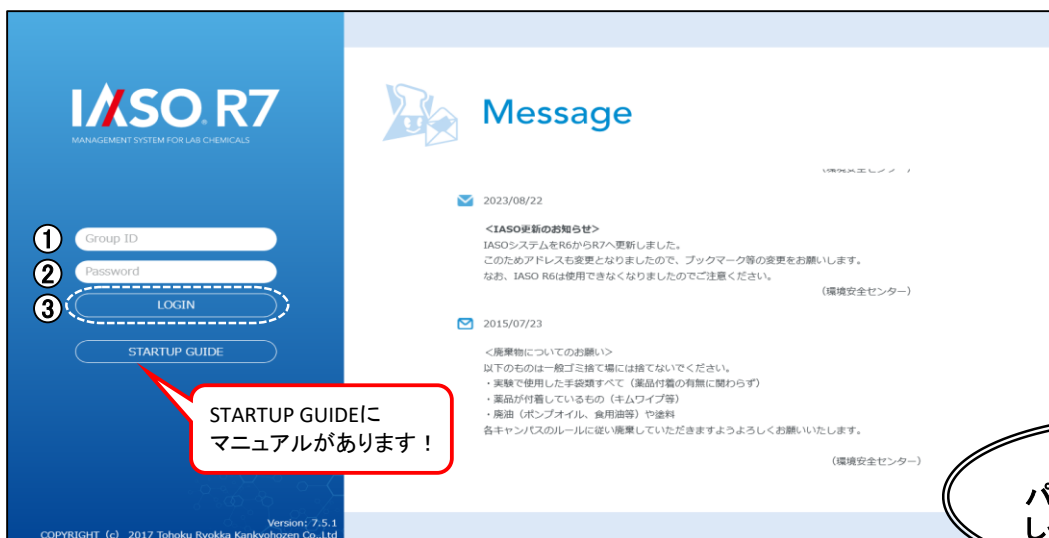 IASO R7
MANAGEMENT SYSTEM FOR LAB CHEMICALS
① Group ID
② Password
③ LOGIN
STARTUP GUIDE
STARTUP GUIDEに
マニュアルがあります！
Version: 7.5.1
COPYRIGHT (c) 2017 Tohoku Ryokka Kankyohozen Co.,Ltd
Message
（環境安全センター）
2023/08/22
<IASO更新のお知らせ>
IASOシステムをR6からR7へ更新しました。
このためアドレスも変更となりましたので、ブックマーク等の変更をお願いします。
なお、IASO R6は使用できなくなりましたのでご注意ください。
（環境安全センター）
2015/07/23
<廃棄物についてのお願い>
以下のものは一般ゴミ捨て場には捨てないでください。
・実験で使用した手袋類すべて（薬品付着の有無に関わらず）
・薬品が付着しているもの（キムワイプ等）
・廃油（ポンプオイル、食用油等）や塗料
各キャンパスのルールに従い廃棄していただきますようよろしくお願いいたします。
（環境安全センター）